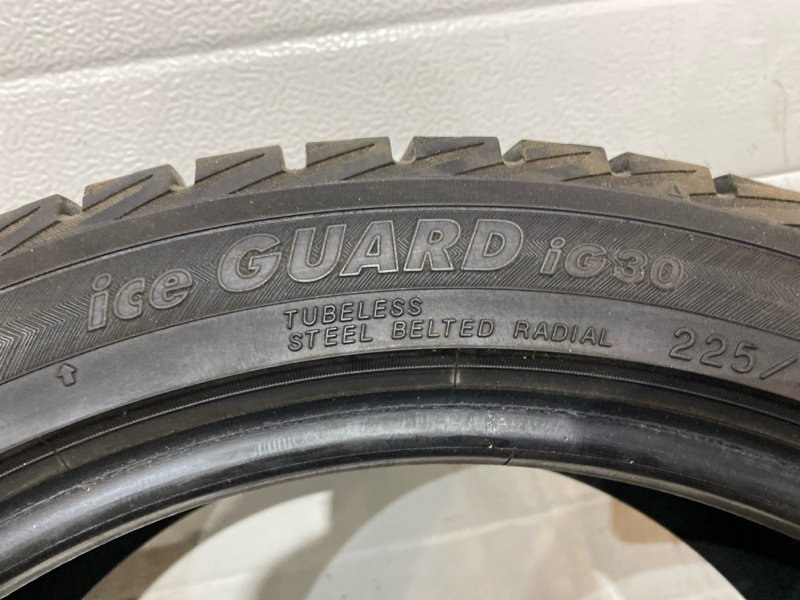 ice GUARD iG30
TUBELESS
STEEL BELTED RADIAL
225/